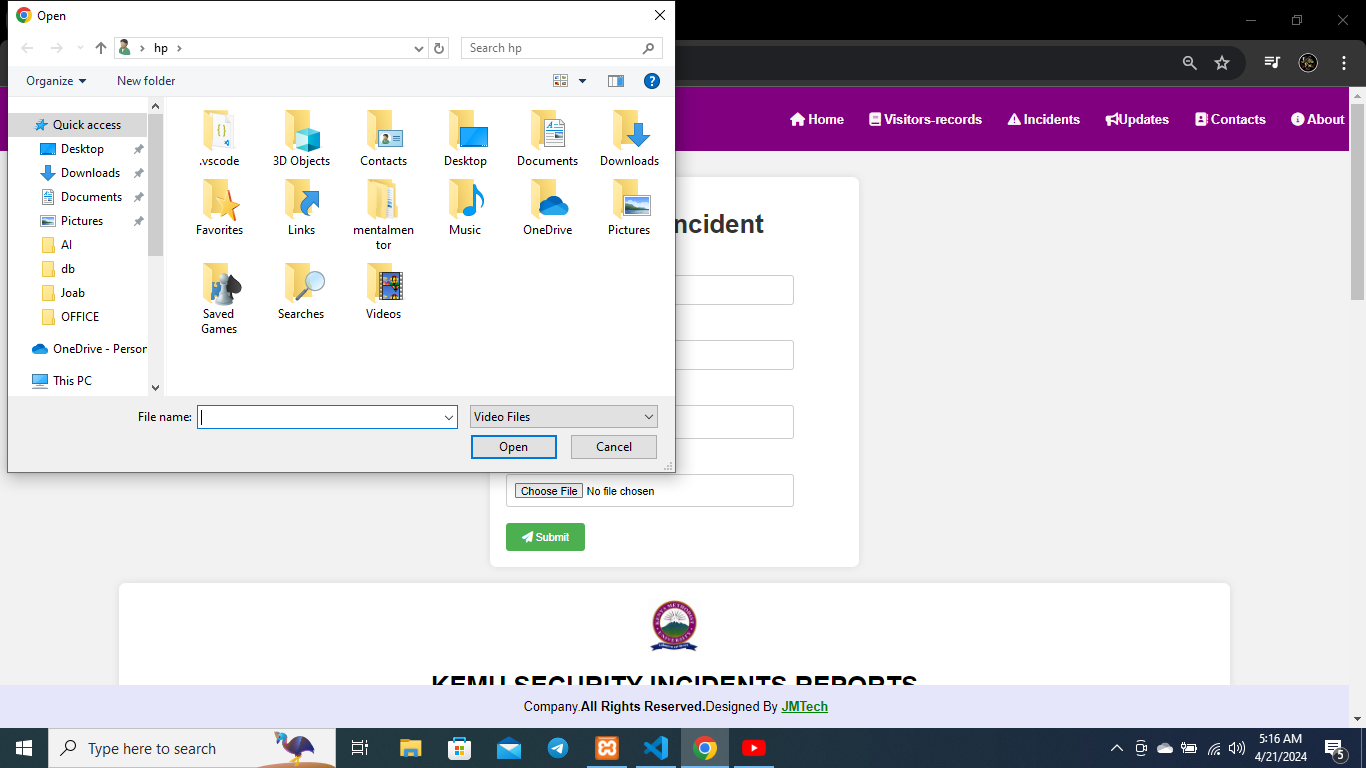 Open
hp
Search hp
Organize
New folder
Quick access
Desktop
Downloads
Documents
Pictures
AI
db
Joab
OFFICE
OneDrive - Person
This PC
.vscode
3D Objects
Contacts
Desktop
Documents
Downloads
Favorites
Links
mentalmen
tor
Music
OneDrive
Pictures
Saved
Games
Searches
Videos
File name:
Video Files
Open
Cancel
Home
Visitors-records
Incidents
Updates
Contacts
About
ncident
Choose File No file chosen
Submit
KEMU SECURITY INCIDENTS REPORTS
Company.All Rights Reserved.Designed By JMTech
Type here to search
5:16 AM
4/21/2024
5